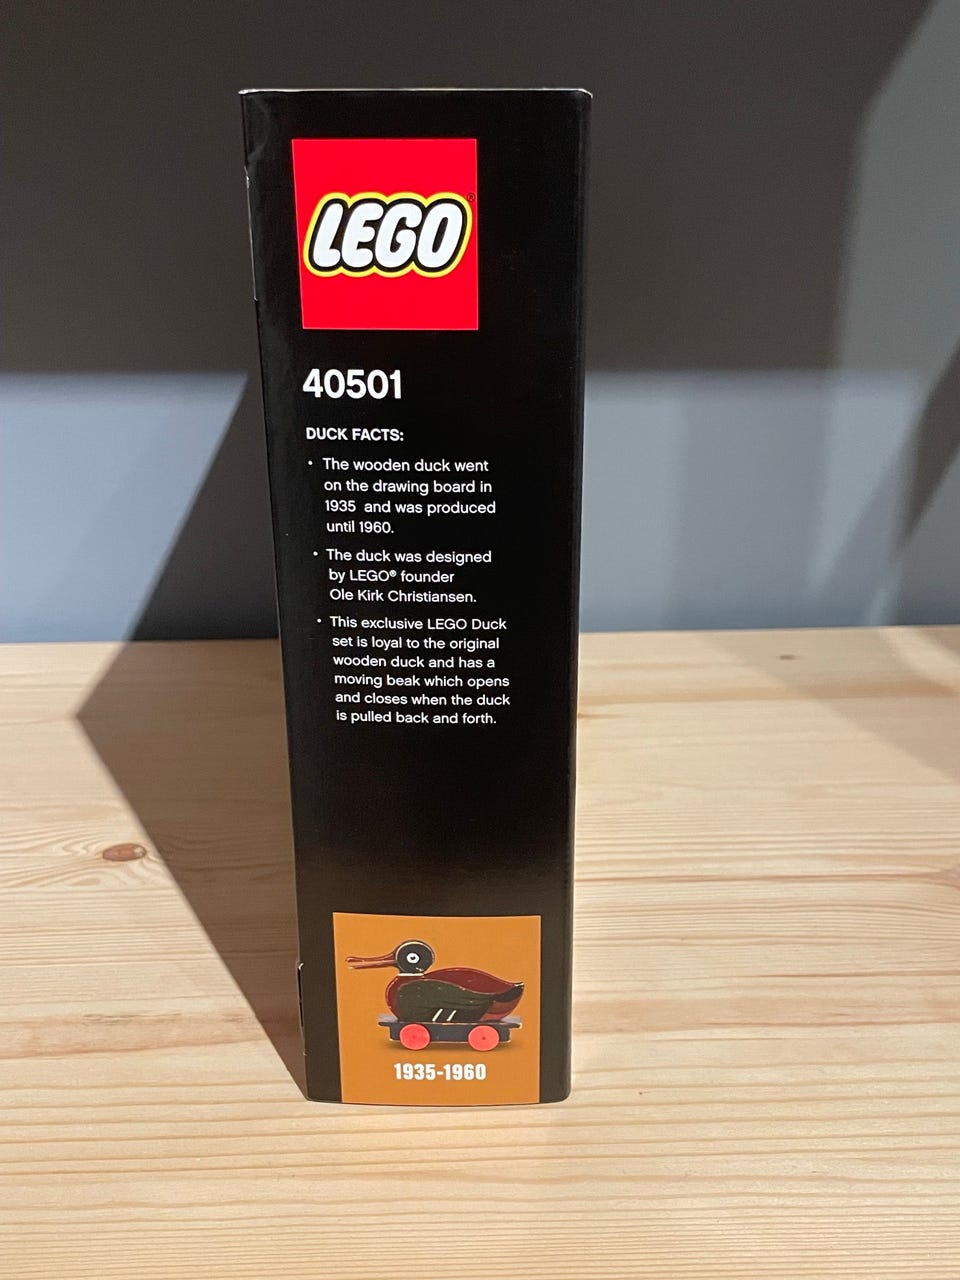 LEGO®
40501
DUCK FACTS:
• The wooden duck went
on the drawing board in
1935 and was produced
until 1960.
• The duck was designed
by LEGO® founder
Ole Kirk Christiansen.
• This exclusive LEGO Duck
set is loyal to the original
wooden duck and has a
moving beak which opens
and closes when the duck
is pulled back and forth.
1935-1960